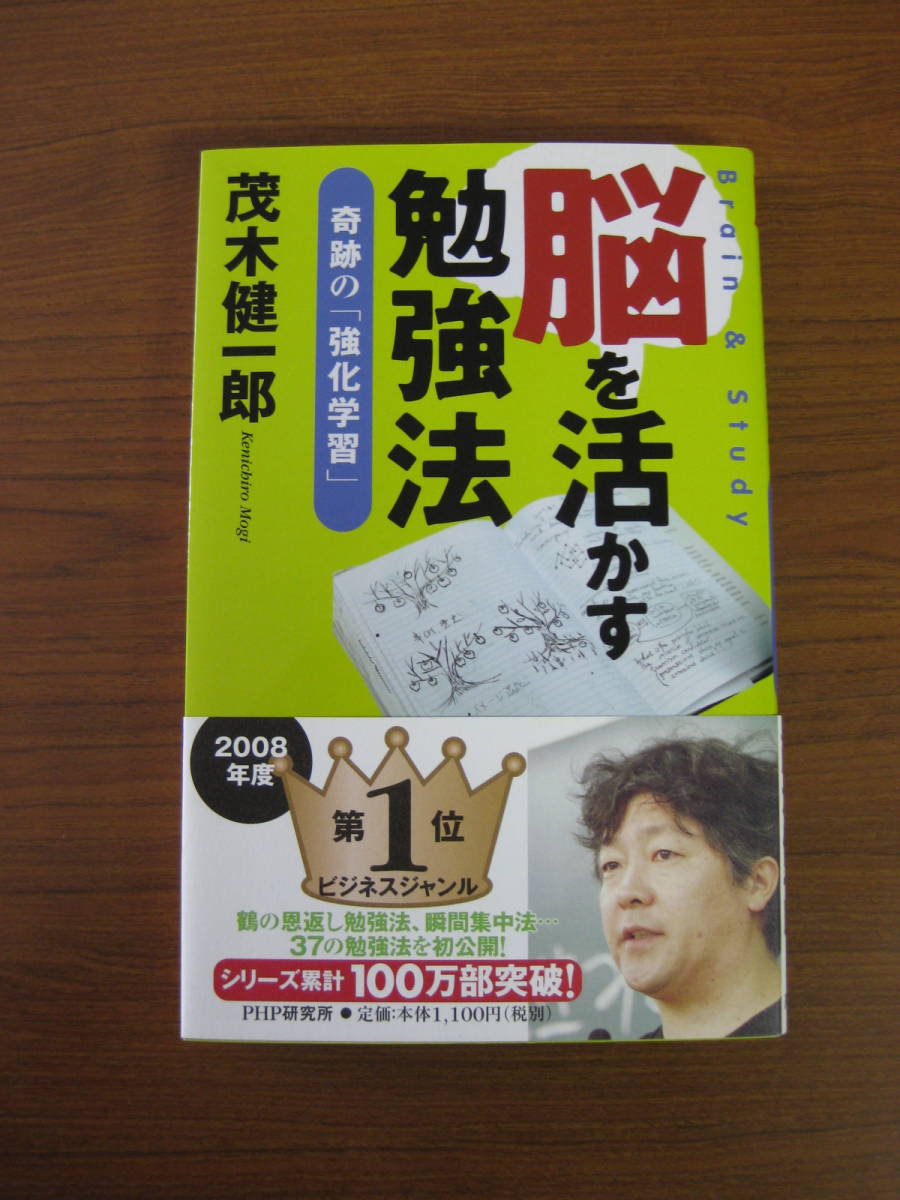 Brain & Study
脳を活かす
勉強法
奇跡の「強化学習」
茂木健一郎
Kenichiro Mogi
2008
年度
第1位
ビジネスジャンル
鶴の恩返し勉強法、瞬間集中法…
37の勉強法を初公開!
シリーズ累計100万部突破!
PHP研究所●定価:本体1,100円(税別)